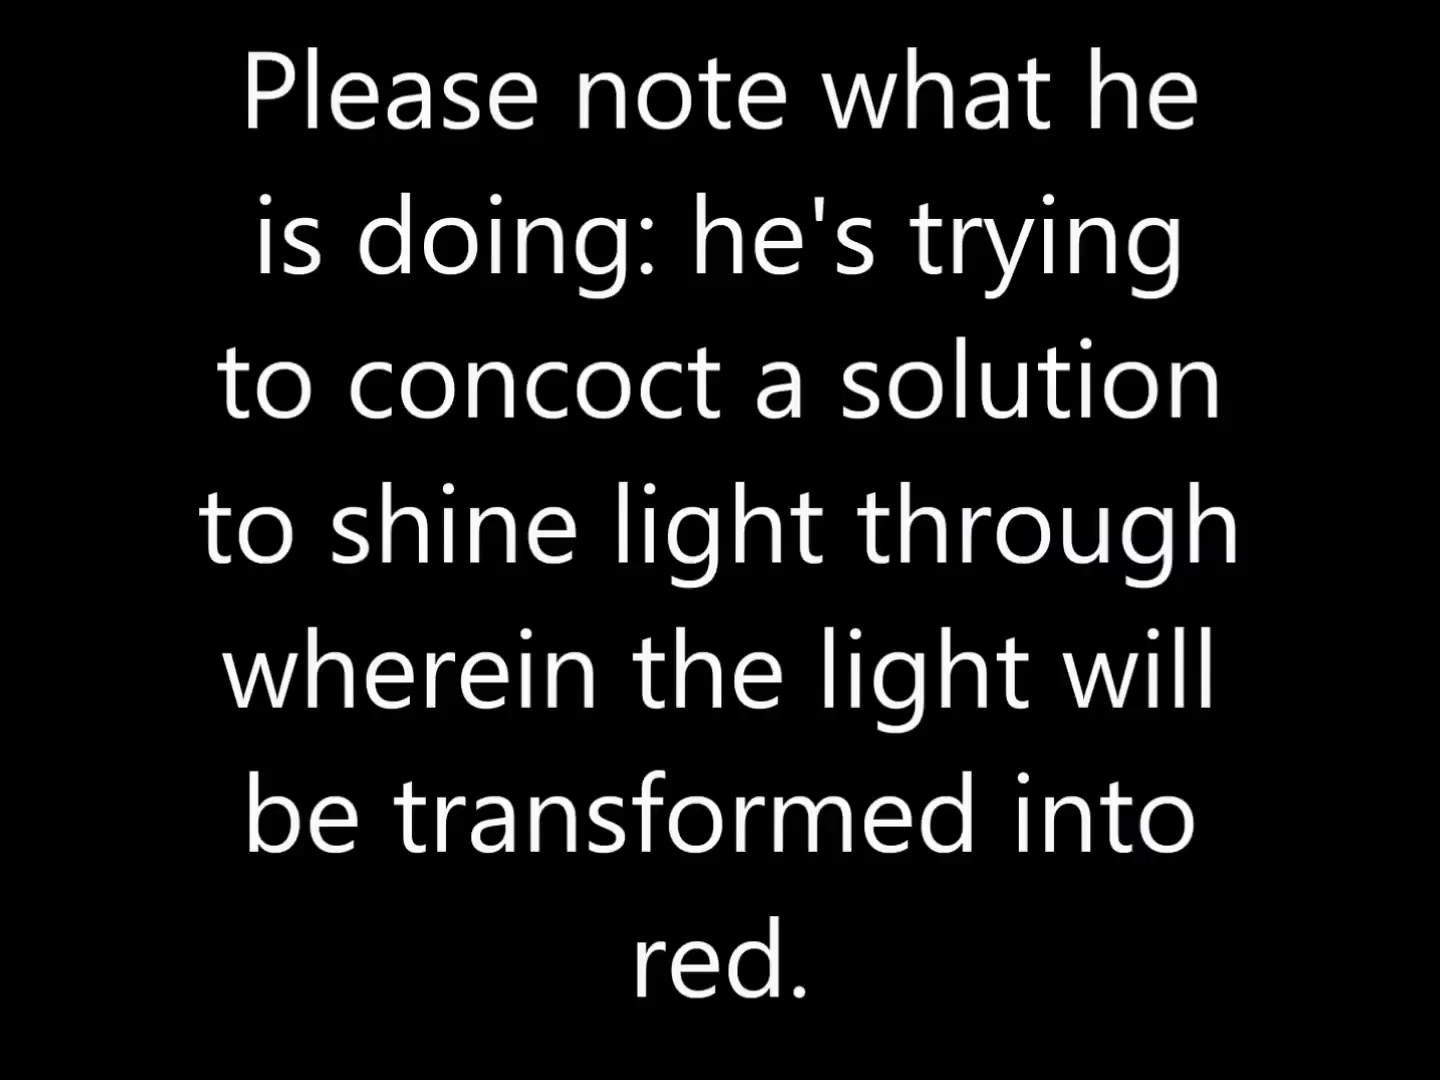 Please note what he
is doing: he's trying
to concoct a solution
to shine light through
wherein the light will
be transformed into
red.